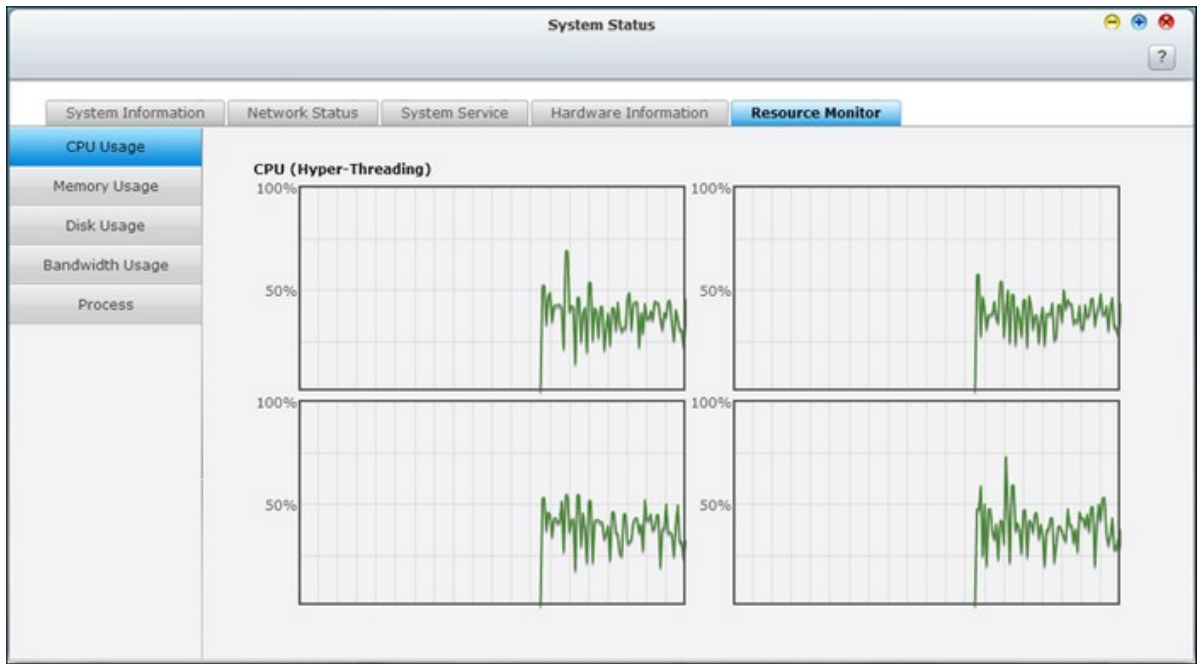 System Status
?
System Information Network Status System Service Hardware Information Resource Monitor
CPU Usage
Memory Usage
Disk Usage
Bandwidth Usage
Process
CPU (Hyper-Threading)
100% 100%
50% 50%
100% 100%
50% 50%